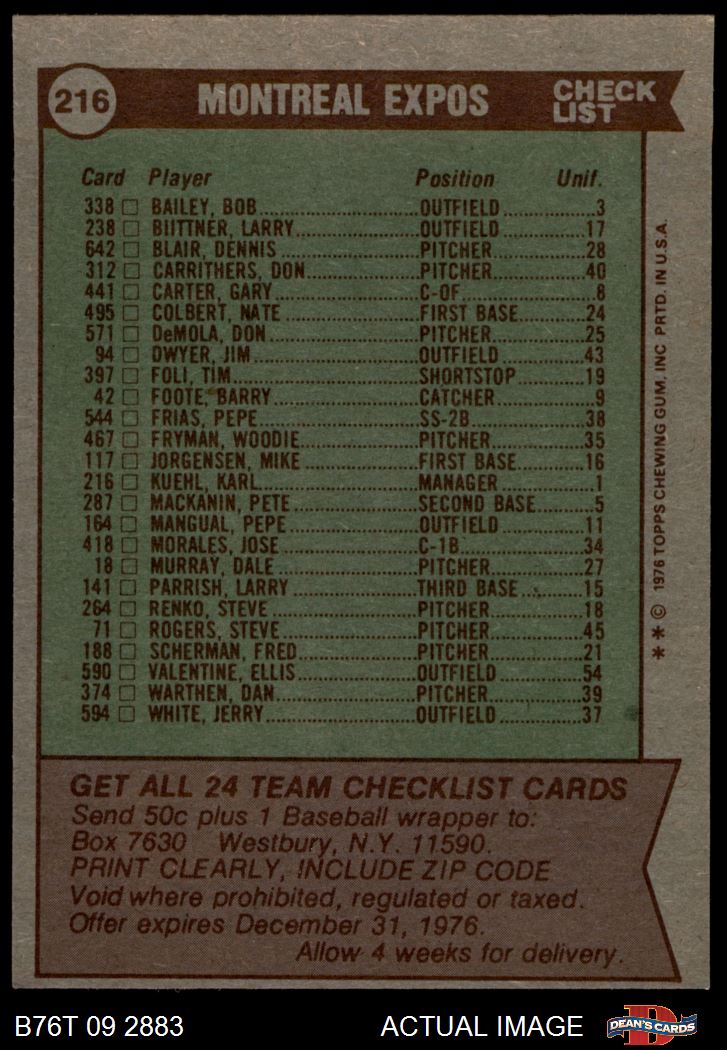 216 MONTREAL EXPOS CHECK LIST
Card Player Position Unif.
338 □ BAILEY, BOB OUTFIELD 3
238 □ BIITTNER, LARRY OUTFIELD 17
642 □ BLAIR, DENNIS PITCHER 28
312 □ CARRITHERS, DON PITCHER 40
441 □ CARTER, GARY C-OF 8
495 □ COLBERT, NATE FIRST BASE 24
571 □ DeMOLA, DON PITCHER 25
94 □ DWYER, JIM OUTFIELD 43
397 □ FOLI, TIM SHORTSTOP 19
42 □ FOOTE, BARRY CATCHER 9
544 □ FRIAS, PEPE SS-2B 38
467 □ FRYMAN, WOODIE PITCHER 35
117 □ JORGENSEN, MIKE FIRST BASE 16
216 □ KUEHL, KARL MANAGER 1
287 □ MACKANIN, PETE SECOND BASE 5
164 □ MANGUAL, PEPE OUTFIELD 11
418 □ MORALES, JOSE C-1B 34
18 □ MURRAY, DALE PITCHER 27
141 □ PARRISH, LARRY THIRD BASE 15
264 □ RENKO, STEVE PITCHER 18
71 □ ROGERS, STEVE PITCHER 45
188 □ SCHERMAN, FRED PITCHER 21
590 □ VALENTINE, ELLIS OUTFIELD 54
374 □ WARTHEN, DAN PITCHER 39
594 □ WHITE, JERRY OUTFIELD 37
** © 1976 TOPPS CHEWING GUM, INC PRTD. IN U.S.A.
GET ALL 24 TEAM CHECKLIST CARDS
Send 50c plus 1 Baseball wrapper to:
Box 7630 Westbury, N.Y. 11590.
PRINT CLEARLY, INCLUDE ZIP CODE
Void where prohibited, regulated or taxed.
Offer expires December 31, 1976.
Allow 4 weeks for delivery.
B76T 09 2883 ACTUAL IMAGE D DEAN'S CARDS